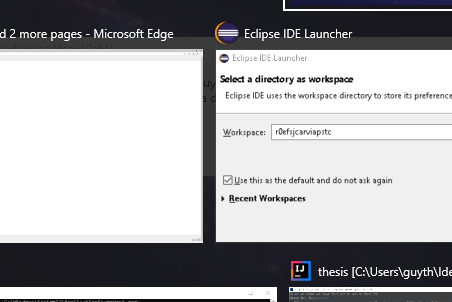 d 2 more pages - Microsoft Edge
Eclipse IDE Launcher
Eclipse IDE Launcher
Select a directory as workspace
Eclipse IDE uses the workspace directory to store its preference
Workspace: r0efsjcarviapstc
Use this as the default and do not ask again
Recent Workspaces
thesis [C:\Users\guyth\Ide